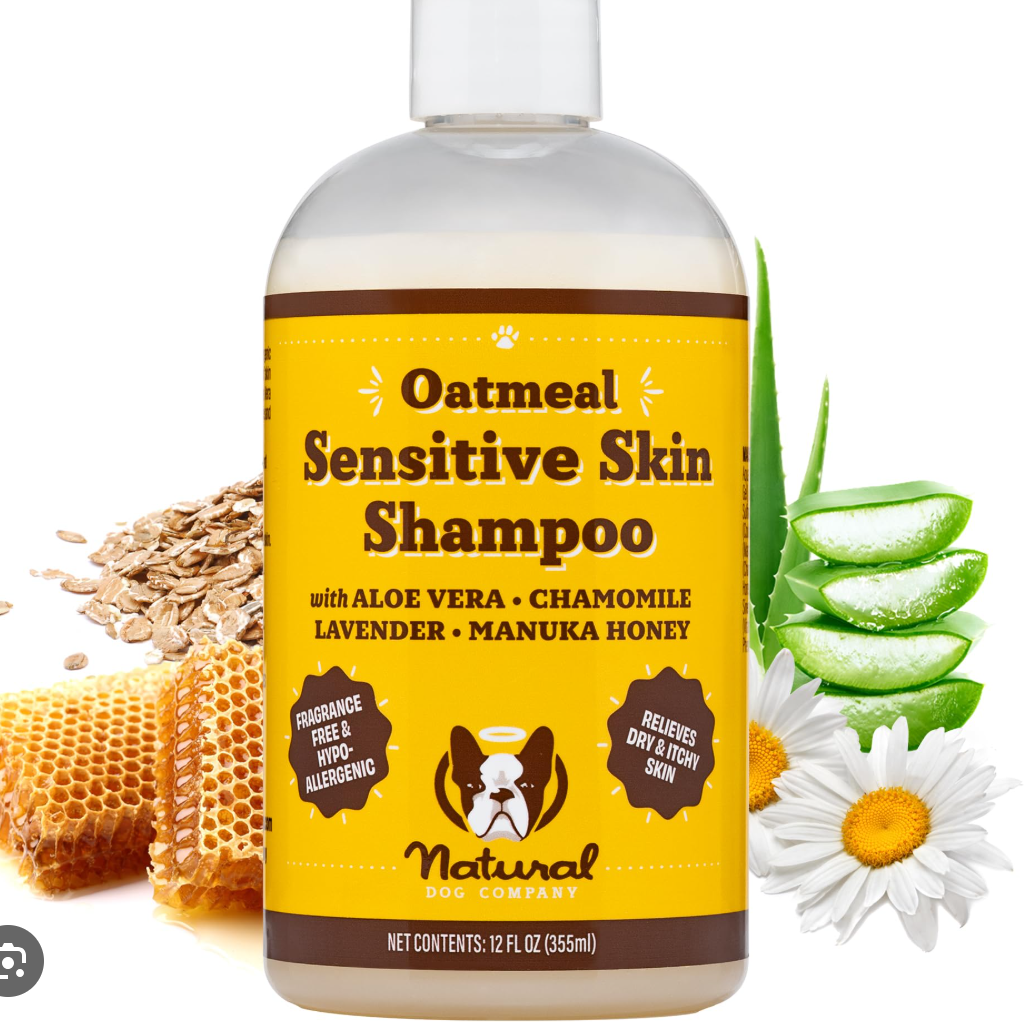 Oatmeal
Sensitive Skin
Shampoo
with ALOE VERA • CHAMOMILE
LAVENDER • MANUKA HONEY
FRAGRANCE
FREE &
HYPO-
ALLERGENIC
RELIEVES
DRY & ITCHY
SKIN
Natural
DOG COMPANY
NET CONTENTS: 12 FL OZ (355ml)